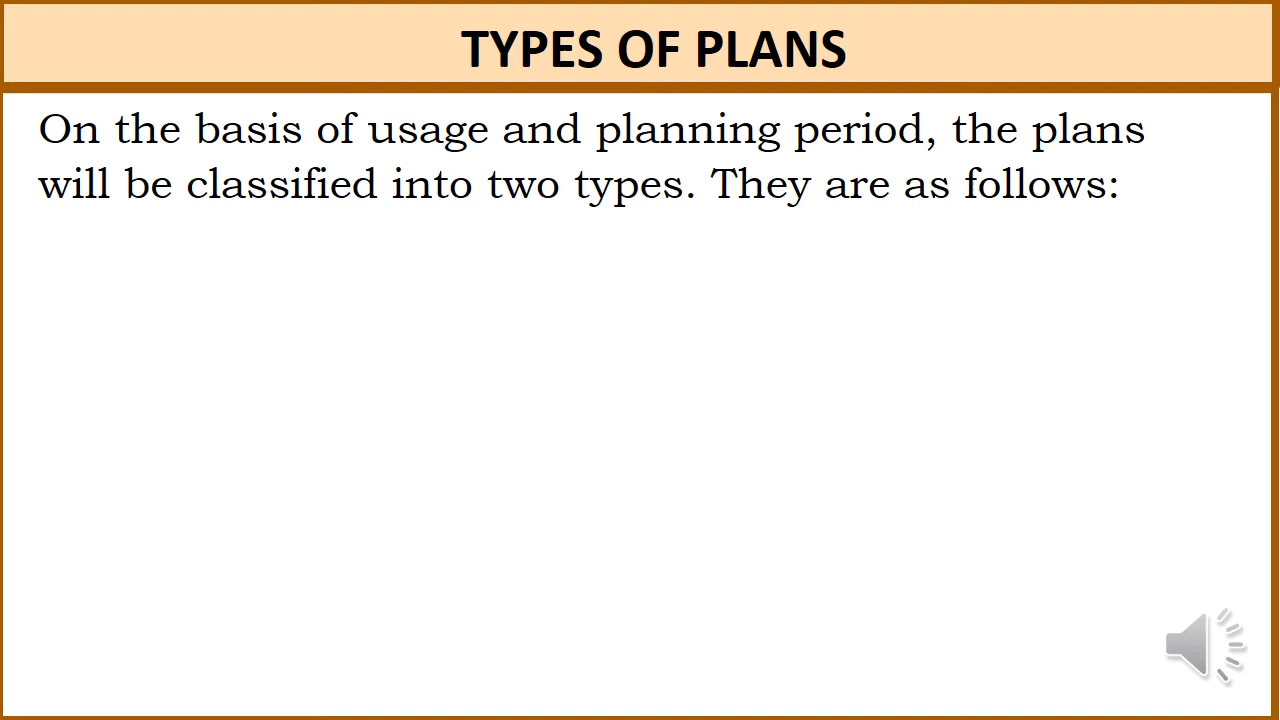 TYPES OF PLANS
On the basis of usage and planning period, the plans
will be classified into two types. They are as follows: